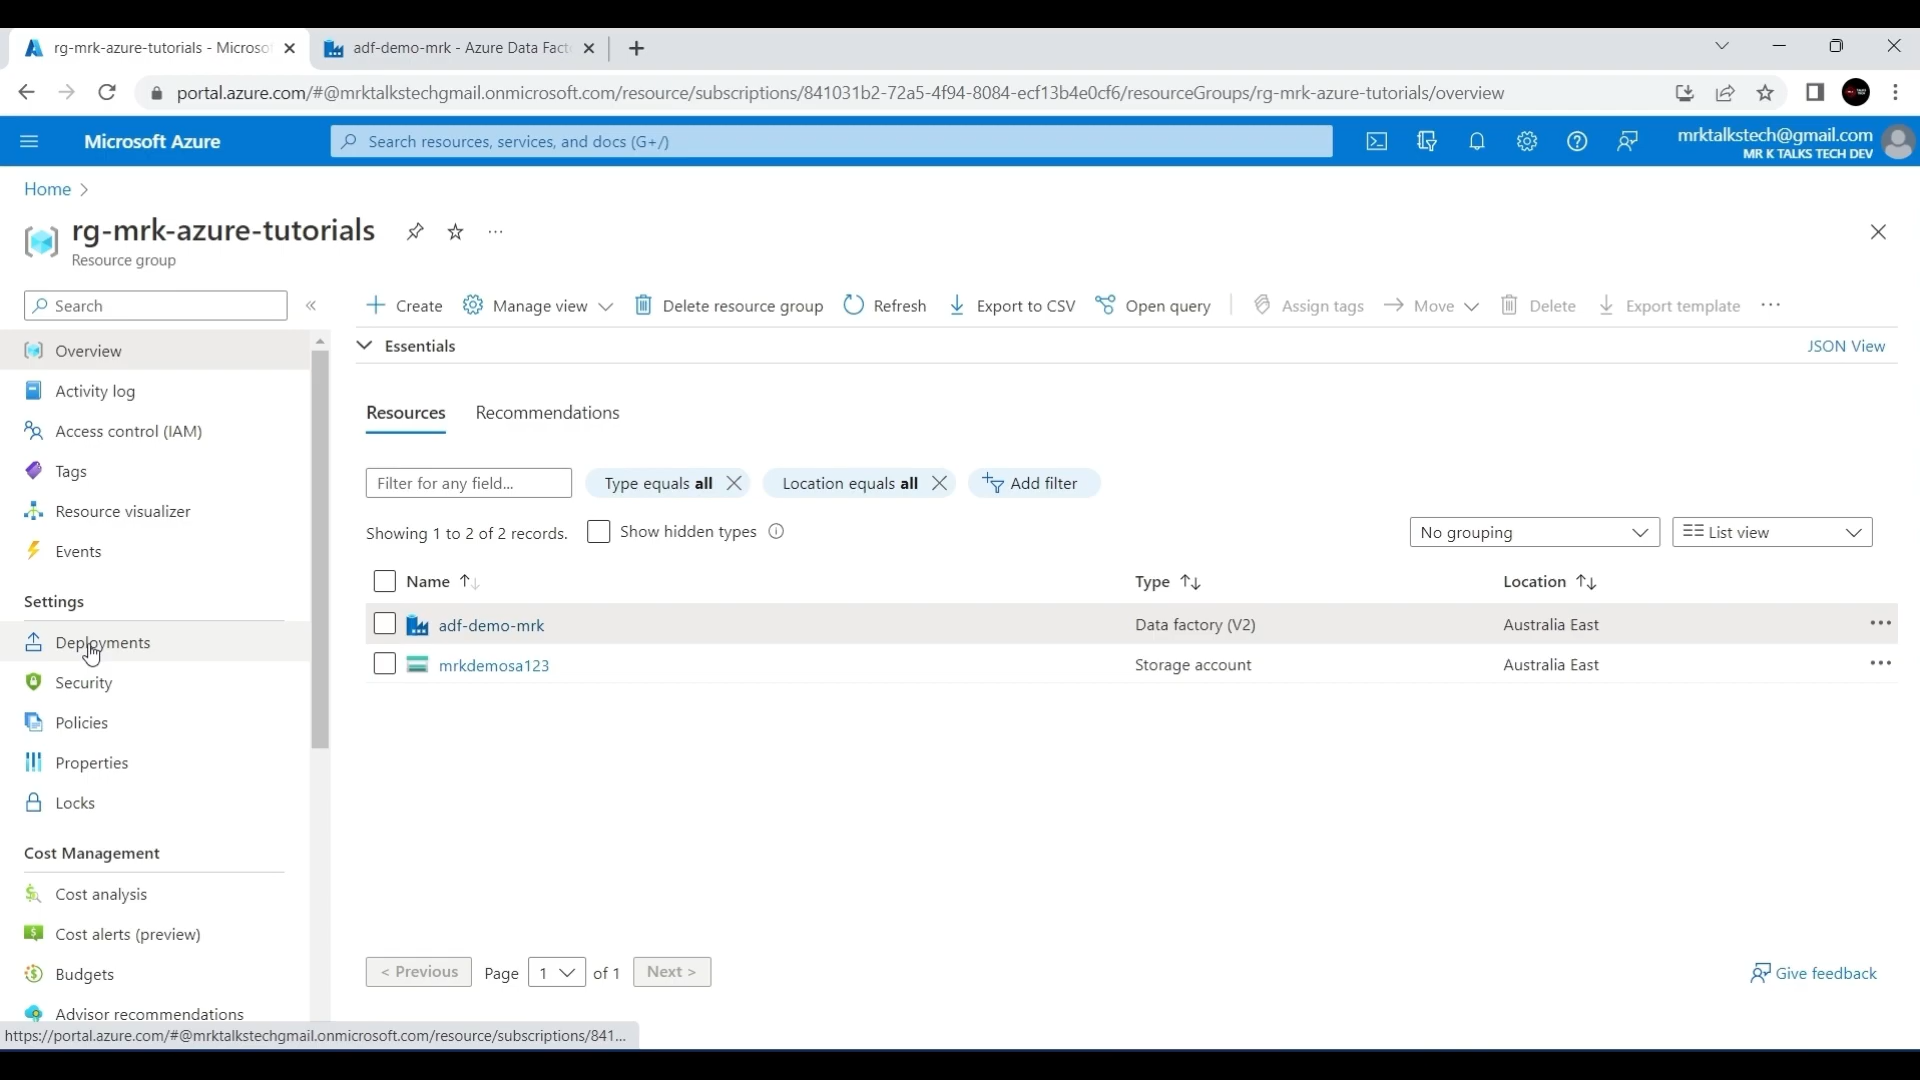 rg-mrk-azure-tutorials - Microso
adf-demo-mrk - Azure Data Fact
portal.azure.com/#@mrktalkstechgmail.onmicrosoft.com/resource/subscriptions/841031b2-72a5-4f94-8084-ecf13b4e0cf6/resourceGroups/rg-mrk-azure-tutorials/overview
Microsoft Azure
Search resources, services, and docs (G+/)
mrktalkstech@gmail.com
MR K TALKS TECH DEV
Home
rg-mrk-azure-tutorials
Resource group
Search
Create Manage view Delete resource group Refresh Export to CSV Open query Assign tags Move Delete Export template
Overview
Activity log
Access control (IAM)
Tags
Resource visualizer
Events
Settings
Deployments
Security
Policies
Properties
Locks
Cost Management
Cost analysis
Cost alerts (preview)
Budgets
Advisor recommendations
Essentials
JSON View
Resources Recommendations
Filter for any field... Type equals all Location equals all Add filter
Showing 1 to 2 of 2 records. Show hidden types No grouping List view
Name Type Location
adf-demo-mrk Data factory (V2) Australia East
mrkdemosa123 Storage account Australia East
< Previous Page 1 of 1 Next >
Give feedback
https://portal.azure.com/#@mrktalkstechgmail.onmicrosoft.com/resource/subscriptions/841...